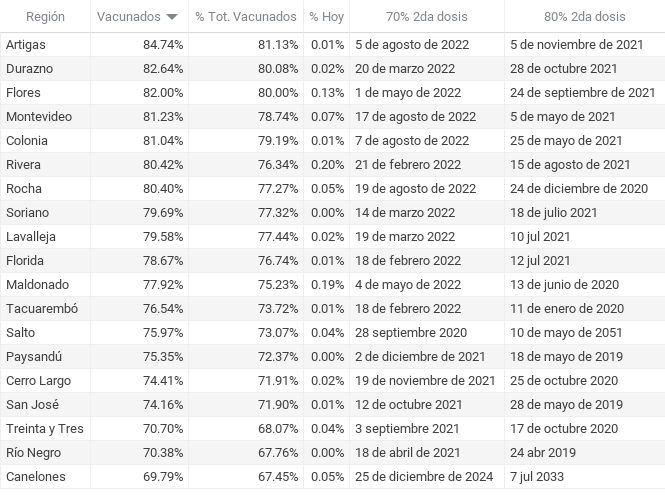 Región Vacunados % Tot. Vacunados % Hoy 70% 2da dosis 80% 2da dosis
Artigas 84.74% 81.13% 0.01% 5 de agosto de 2022 5 de noviembre de 2021
Durazno 82.64% 80.08% 0.02% 20 de marzo 2022 28 de octubre 2021
Flores 82.00% 80.00% 0.13% 1 de mayo de 2022 24 de septiembre de 2021
Montevideo 81.23% 78.74% 0.07% 17 de agosto de 2022 5 de mayo de 2021
Colonia 81.04% 79.19% 0.01% 7 de agosto de 2022 25 de mayo de 2021
Rivera 80.42% 76.34% 0.20% 21 de febrero 2022 15 de agosto de 2021
Rocha 80.40% 77.27% 0.05% 19 de agosto de 2022 24 de diciembre de 2020
Soriano 79.69% 77.32% 0.00% 14 de marzo 2022 18 de julio 2021
Lavalleja 79.58% 77.44% 0.02% 19 de marzo 2022 10 jul 2021
Florida 78.67% 76.74% 0.01% 18 de febrero 2022 12 jul 2021
Maldonado 77.92% 75.23% 0.19% 4 de mayo de 2022 13 de junio de 2020
Tacuarembó 76.54% 73.72% 0.01% 18 de febrero 2022 11 de enero de 2020
Salto 75.97% 73.07% 0.04% 28 septiembre 2020 10 de mayo de 2051
Paysandú 75.35% 72.37% 0.00% 2 de diciembre de 2021 18 de mayo de 2019
Cerro Largo 74.41% 71.91% 0.02% 19 de noviembre de 2021 25 de octubre 2020
San José 74.16% 71.90% 0.01% 12 de octubre 2021 28 de mayo de 2019
Treinta y Tres 70.70% 68.07% 0.04% 3 septiembre 2021 17 de octubre 2020
Río Negro 70.38% 67.76% 0.00% 18 de abril de 2021 24 abr 2019
Canelones 69.79% 67.45% 0.05% 25 de diciembre de 2024 7 jul 2033